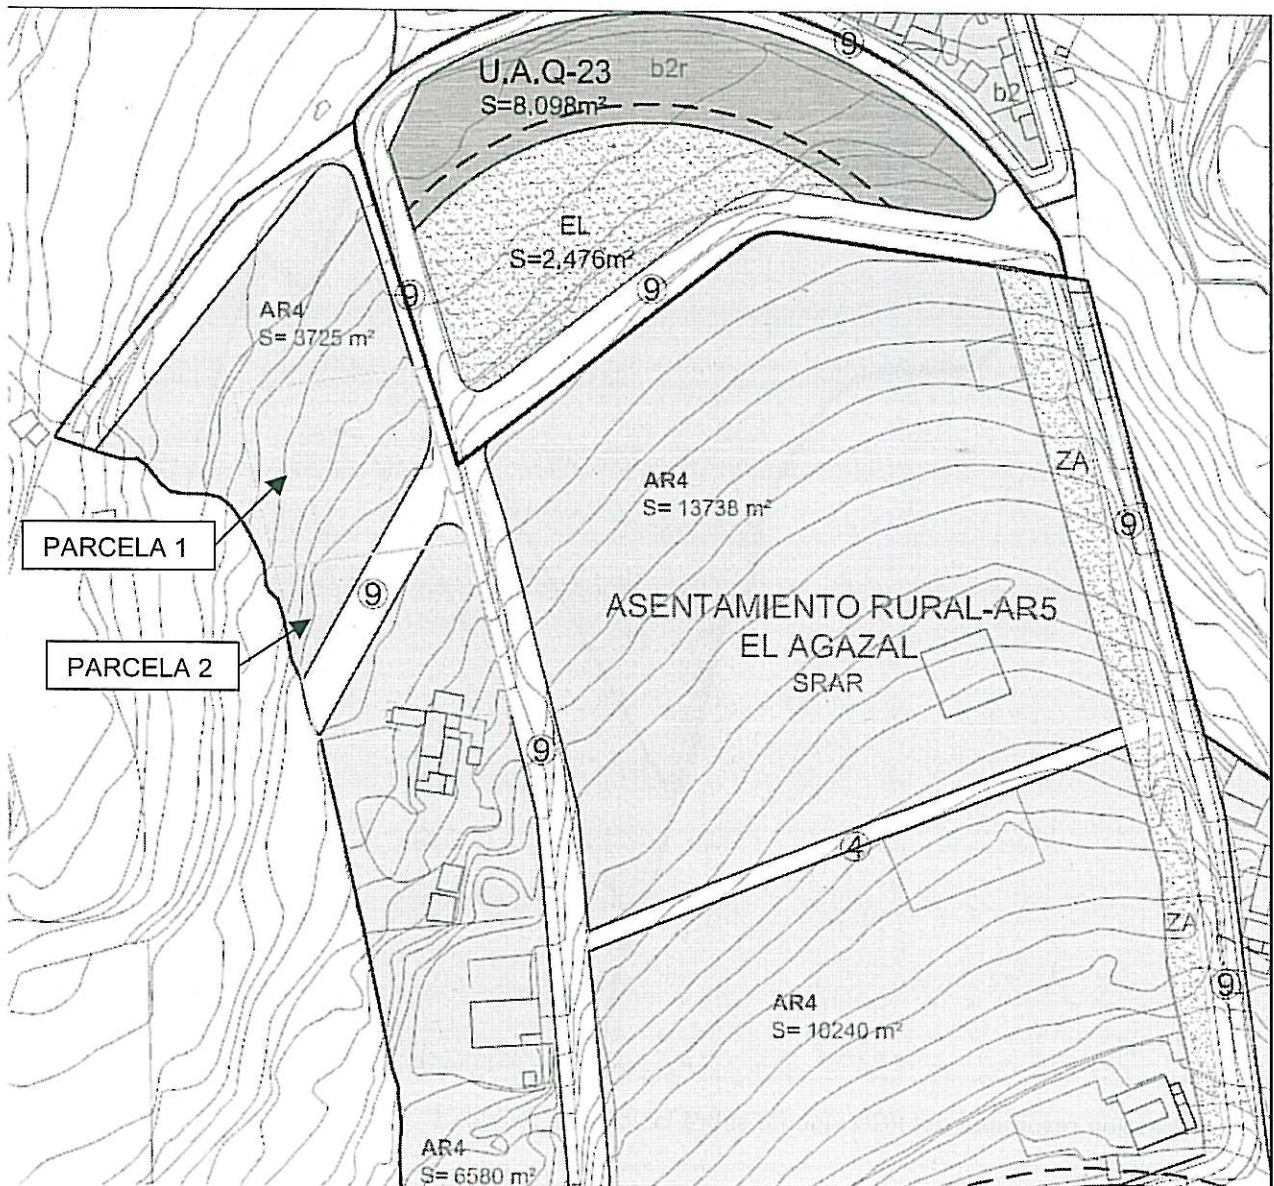 9
U.A.Q-23
b2r
S=8,098m²
b2
EL
S=2,476m²
9
9
AR4
S= 3725 m²
ZA
AR4
S= 13738 m²
9
PARCELA 1
9
ASENTAMIENTO RURAL-AR5
EL AGAZAL
SRAR
PARCELA 2
9
4
ZA
9
AR4
S= 10240 m²
AR4
S= 6580 m²